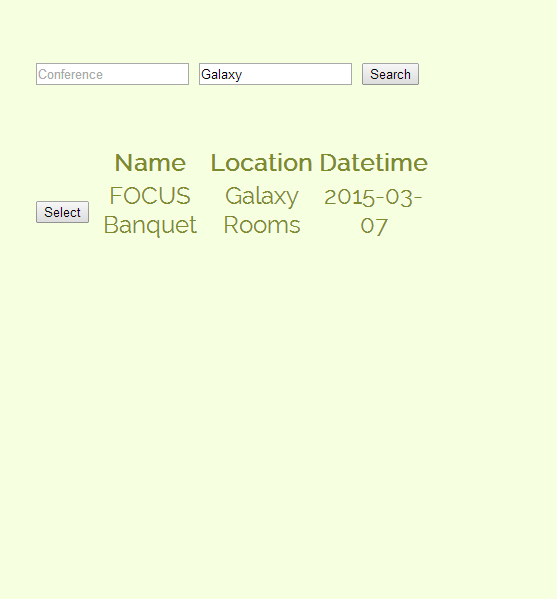 Conference Galaxy Search
Name Location Datetime
FOCUS Galaxy 2015-03-
Select Banquet Rooms 07